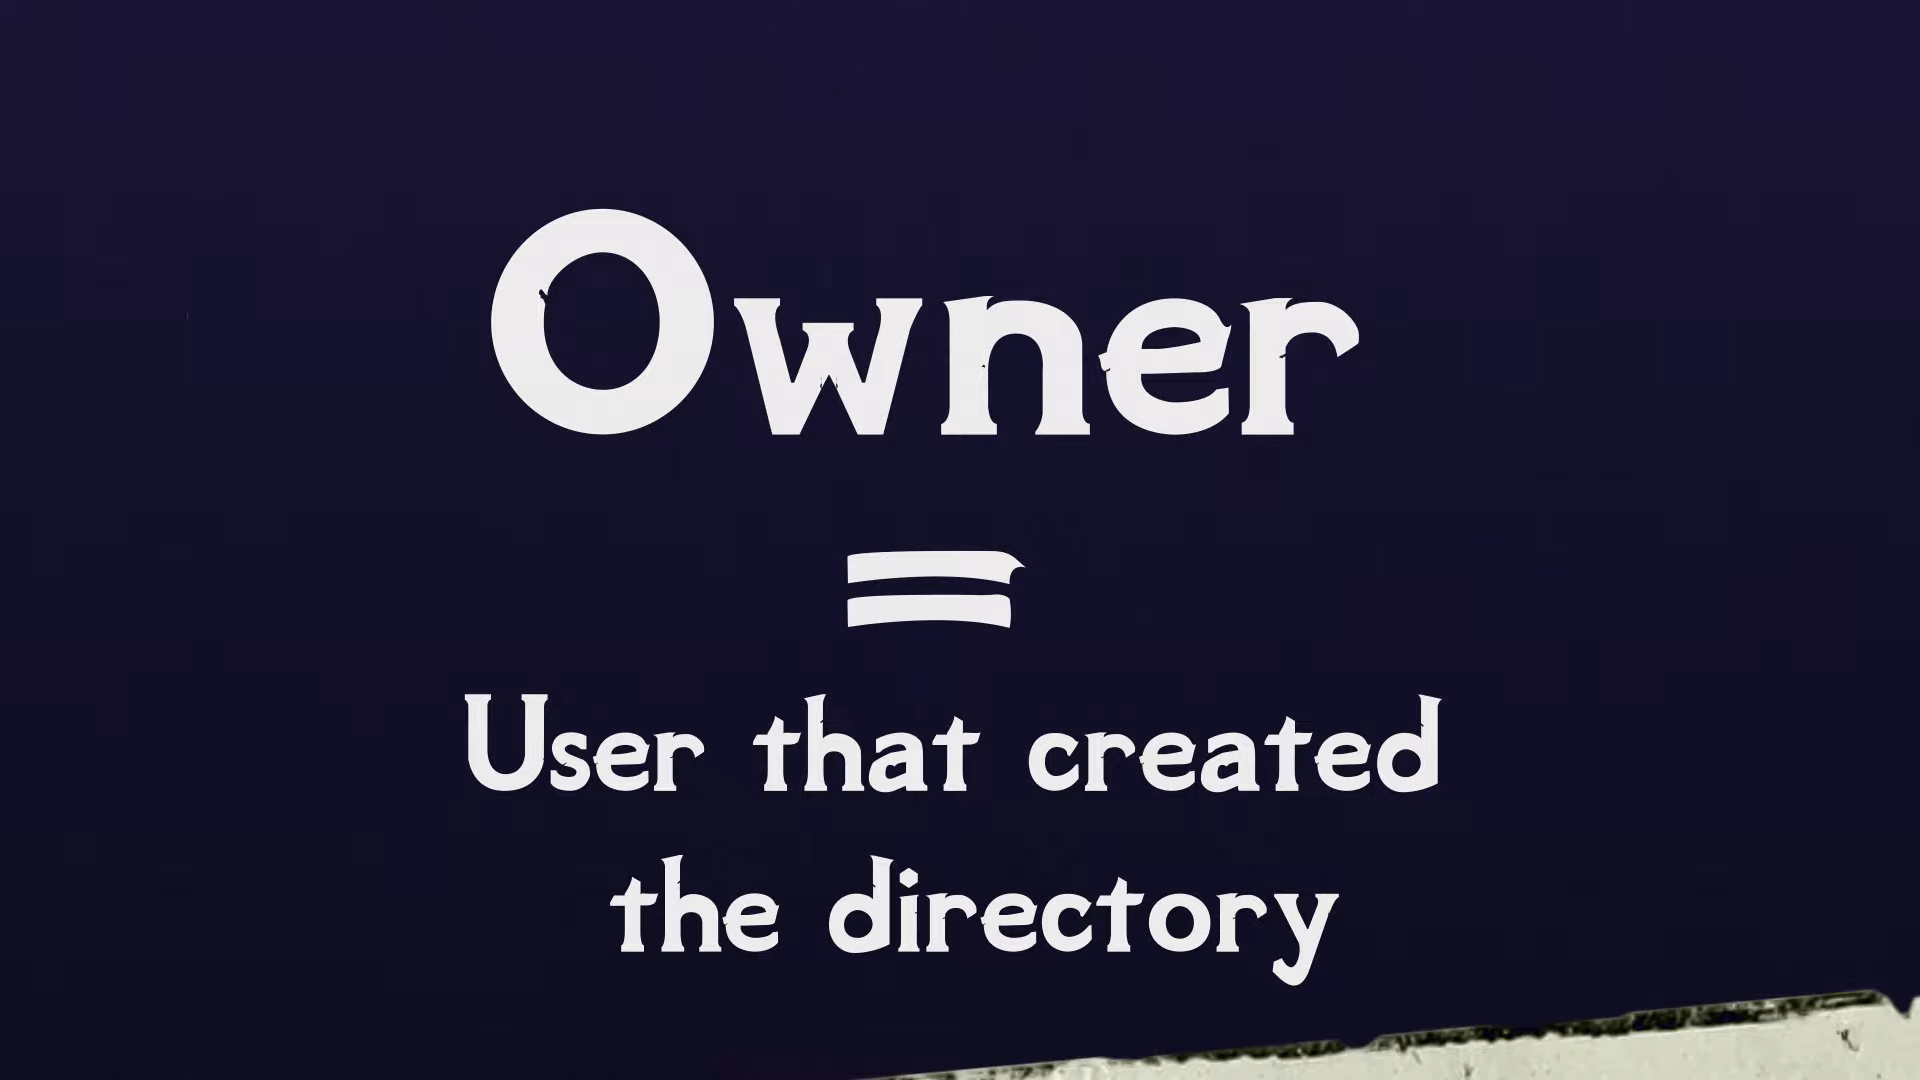 Owner
=
User that created
the directory